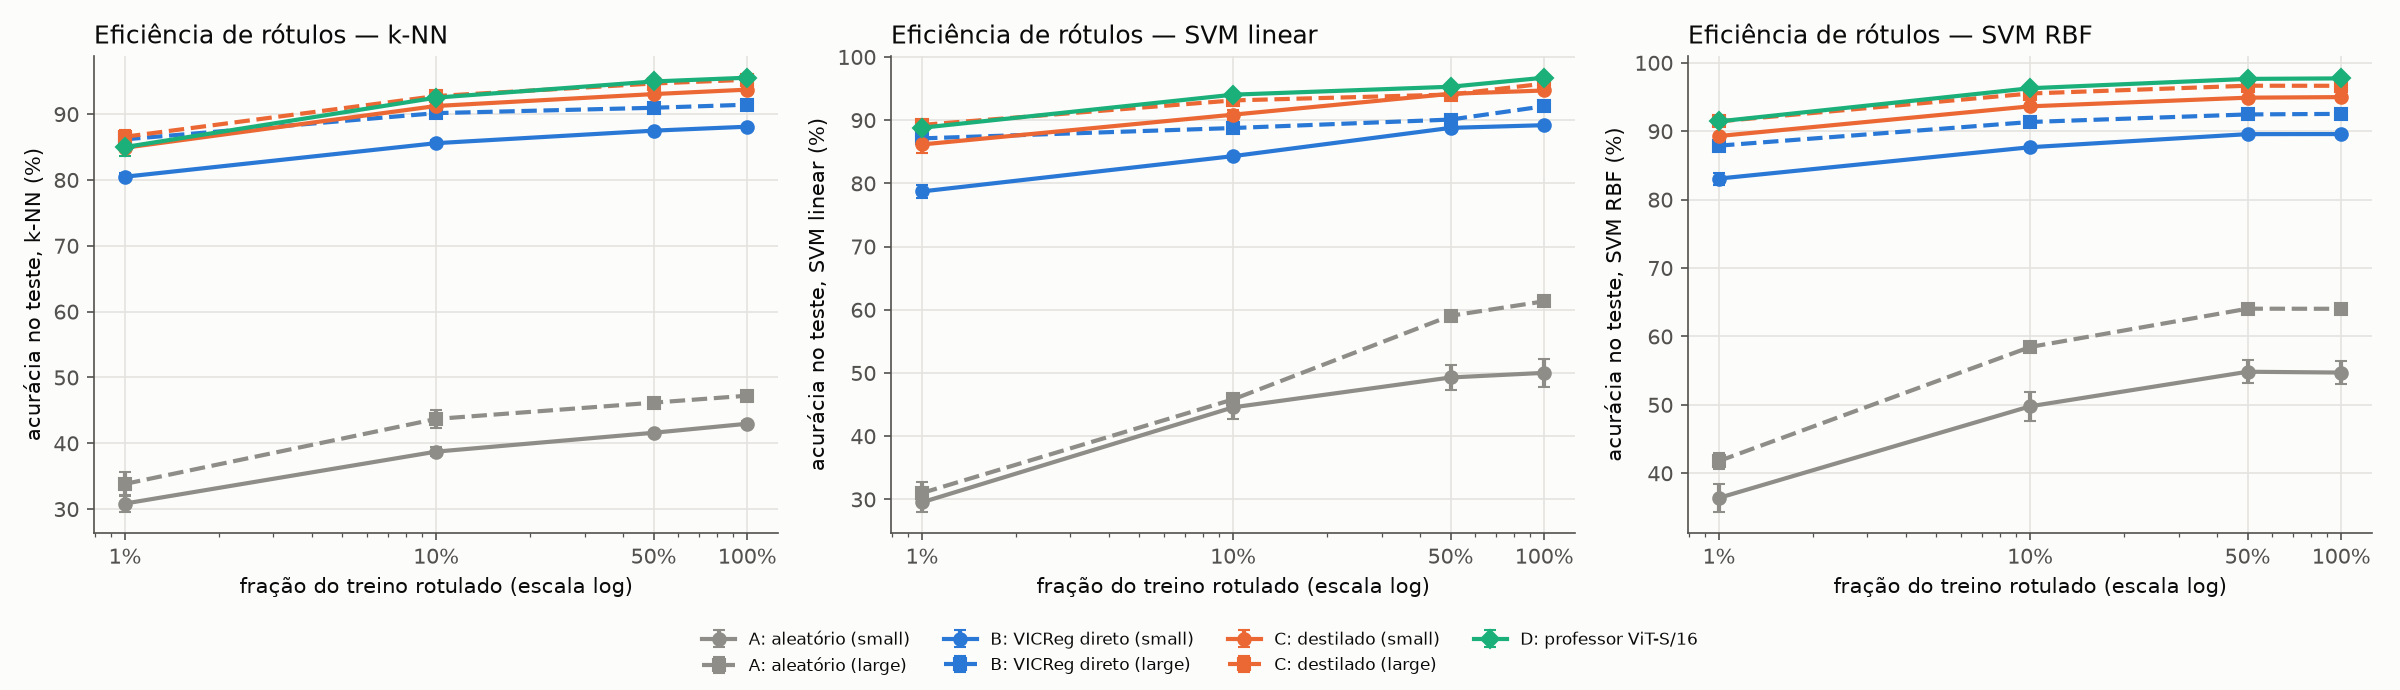 Eficiência de rótulos — k-NN
acurácia no teste, k-NN (%)
90
80
70
60
50
40
30
1%
10%
50%
100%
fração do treino rotulado (escala log)
Eficiência de rótulos — SVM linear
acurácia no teste, SVM linear (%)
100
90
80
70
60
50
40
30
1%
10%
50%
100%
fração do treino rotulado (escala log)
Eficiência de rótulos — SVM RBF
acurácia no teste, SVM RBF (%)
100
90
80
70
60
50
40
1%
10%
50%
100%
fração do treino rotulado (escala log)
A: aleatório (small)
A: aleatório (large)
B: VICReg direto (small)
B: VICReg direto (large)
C: destilado (small)
C: destilado (large)
D: professor ViT-S/16